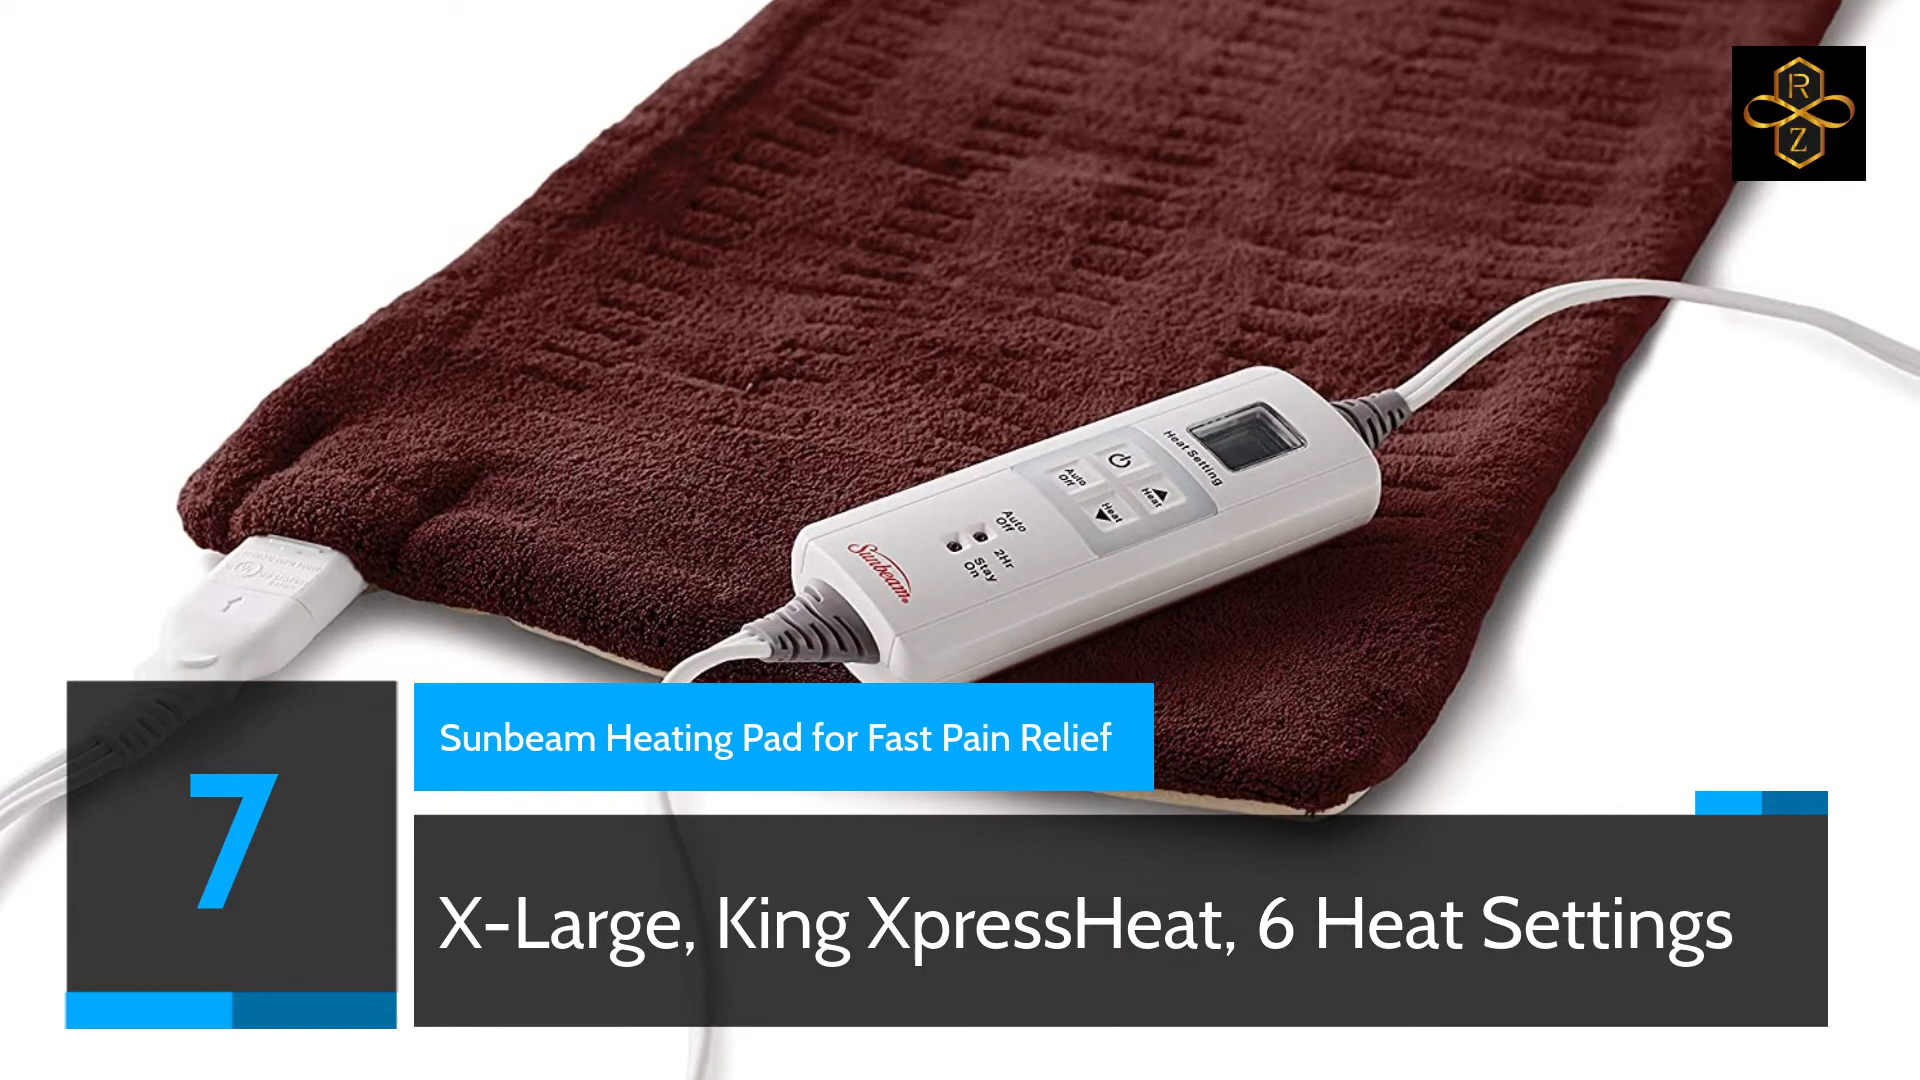 R
Z
Heat Setting
Auto
Off
Heat
Heat
Auto
Off
2Hr
Stay
On
Sunbeam
Sunbeam Heating Pad for Fast Pain Relief
7
X-Large, King XpressHeat, 6 Heat Settings